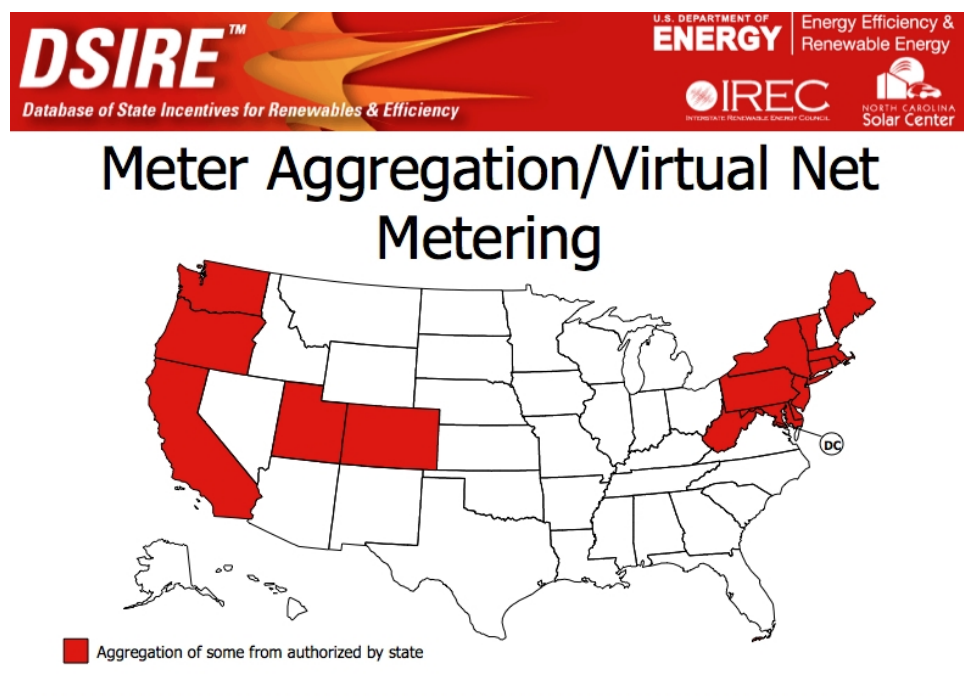 DSIRE™
Database of State Incentives for Renewables & Efficiency
U.S. DEPARTMENT OF
ENERGY
Energy Efficiency &
Renewable Energy
IREC
INTERSTATE RENEWABLE ENERGY COUNCIL
NORTH CAROLINA
Solar Center
Meter Aggregation/Virtual Net
Metering
DC
Aggregation of some from authorized by state